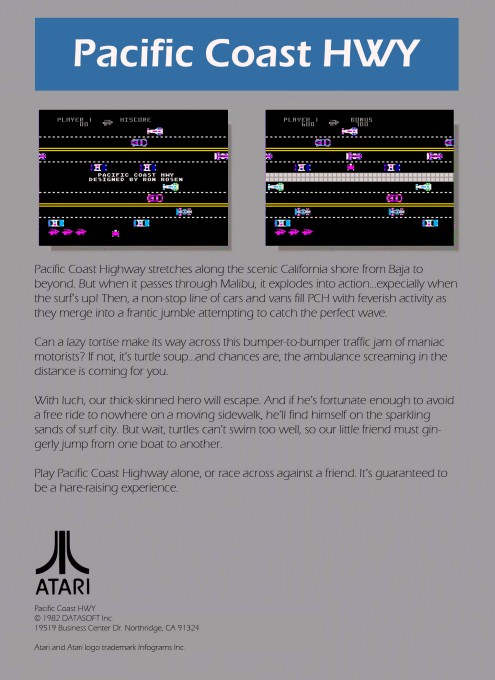 Pacific Coast HWY
PLAYER 1 HISCORE
00
PACIFIC COAST HWY
DESIGNED BY RON ROSEN
PLAYER 1 BONUS
600 100
Pacific Coast Highway stretches along the scenic California shore from Baja to
beyond. But when it passes through Malibu, it explodes into action...expecially when
the surf's up! Then, a non-stop line of cars and vans fill PCH with feverish activity as
they merge into a frantic jumble attempting to catch the perfect wave.
Can a lazy tortise make its way across this bumper-to-bumper traffic jam of maniac
motorists? If not, it's turtle soup...and chances are, the ambulance screaming in the
distance is coming for you.
With luch, our thick-skinned hero will escape. And if he's fortunate enough to avoid
a free ride to nowhere on a moving sidewalk, he'll find himself on the sparkling
sands of surf city. But wait, turtles can't swim too well, so our little friend must gin-
gerly jump from one boat to another.
Play Pacific Coast Highway alone, or race across against a friend. It's guaranteed to
be a hare-raising experience.
ATARI
Pacific Coast HWY
© 1982 DATASOFT Inc.
19519 Business Center Dr. Northridge, CA 91324
Atari and Atari logo trademark Infograms Inc.